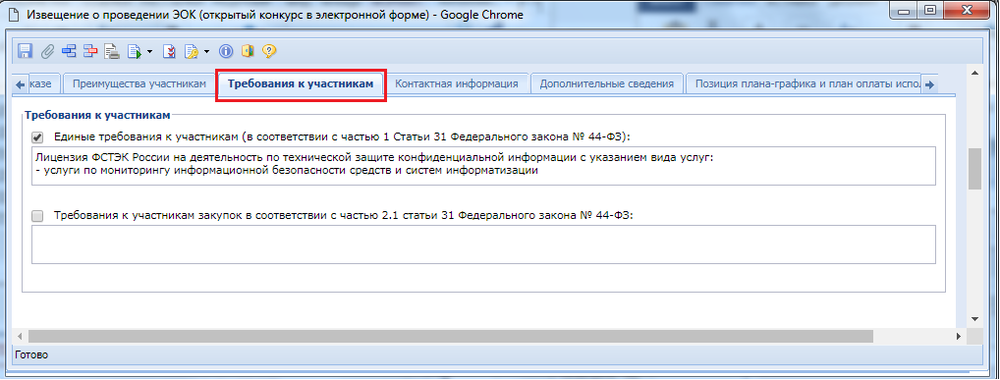 Извещение о проведении ЭОК (открытый конкурс в электронной форме) - Google Chrome
казе
Преимущества участникам
Требования к участникам
Контактная информация
Дополнительные сведения
Позиция плана-графика и план оплаты испол
Требования к участникам
Единые требования к участникам (в соответствии с частью 1 Статьи 31 Федерального закона № 44-ФЗ):
Лицензия ФСТЭК России на деятельность по технической защите конфиденциальной информации с указанием вида услуг:
- услуги по мониторингу информационной безопасности средств и систем информатизации
Требования к участникам закупок в соответствии с частью 2.1 статьи 31 Федерального закона № 44-ФЗ:
Готово